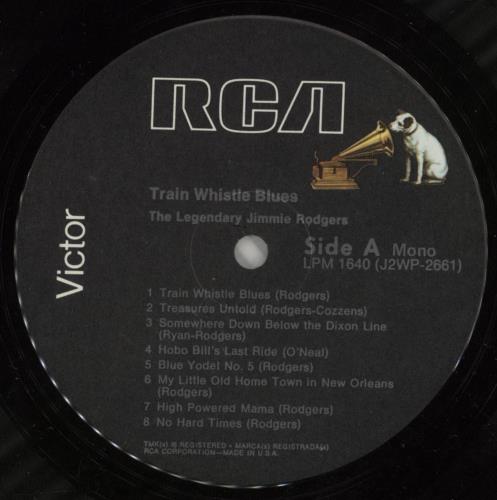 RCA
Victor
Train Whistle Blues
The Legendary Jimmie Rodgers
Side A Mono
LPM 1640 (J2WP-2661)
1 Train Whistle Blues (Rodgers)
2 Treasures Untold (Rodgers-Cozzens)
3 Somewhere Down Below the Dixon Line
(Ryan-Rodgers)
4 Hobo Bill's Last Ride (O'Neal)
5 Blue Yodel No. 5 (Rodgers)
6 My Little Old Home Town in New Orleans
(Rodgers)
7 High Powered Mama (Rodgers)
8 No Hard Times (Rodgers)
TMK(s) ® REGISTERED • MARCA(s) REGISTRADA(s)
RCA CORPORATION—MADE IN U.S.A.